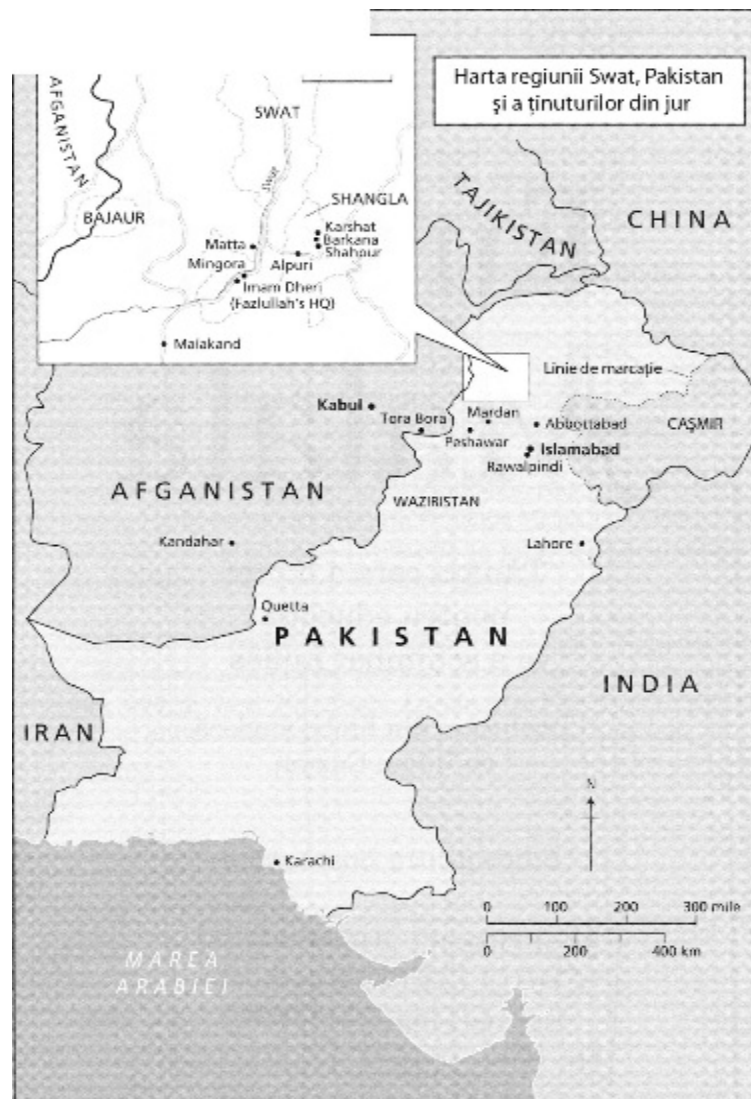 Harta regiunii Swat, Pakistan
şi a ţinuturilor din jur
AFGANISTAN
SWAT
Swat
BAJAUR
SHANGLA
Karshat
Barkana
Shahpur
Matta
Alpuri
Mingora
Imam Dheri
(Fazlullah's HQ)
Malakand
TAJIKISTAN
CHINA
Linie de marcaţie
Kabul
Tora Bora
Mardan
Peshawar
Abbottabad
CAŞMIR
Islamabad
Rawalpindi
AFGANISTAN
WAZIRISTAN
Kandahar
Lahore
Quetta
PAKISTAN
INDIA
IRAN
N
Karachi
0 100 200 300 mile
0 200 400 km
MAREA
ARABIEI